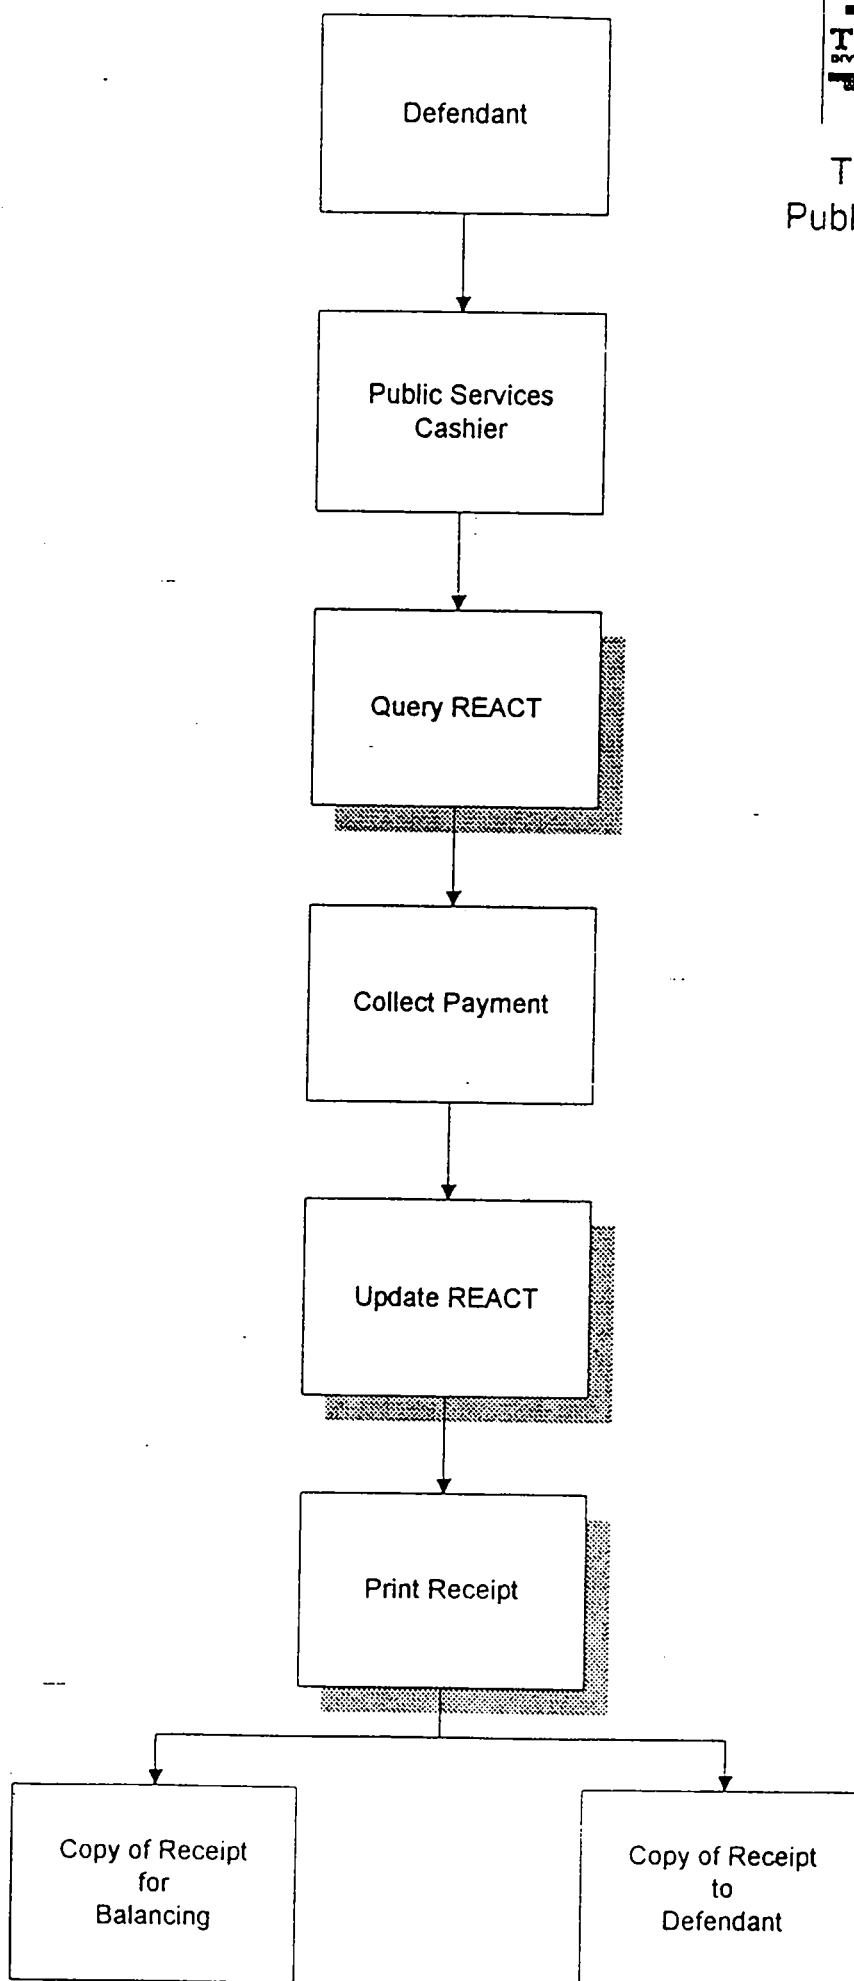 Defendant
Public Services
Cashier
Query REACT
Collect Payment
Update REACT
Print Receipt
Copy of Receipt
for
Balancing
Copy of Receipt
to
Defendant